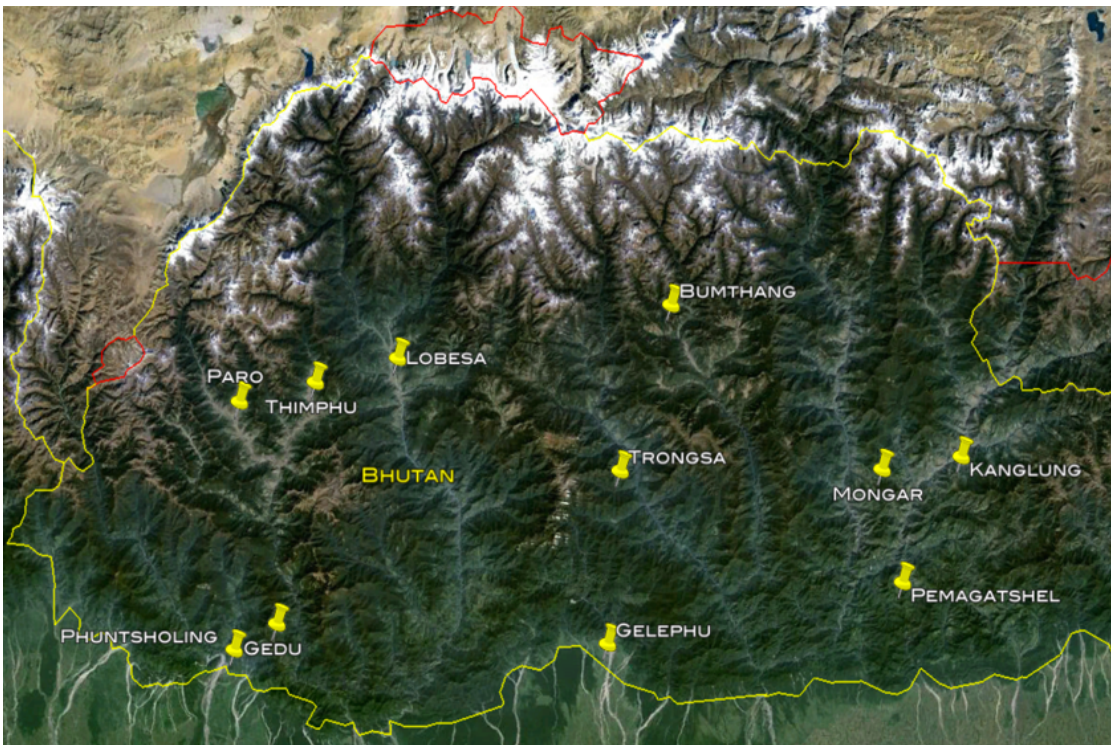 Bumthang
Lobesa
Paro
Thimphu
Bhutan
Trongsa
Kanglung
Mongar
Pemagatshel
Phuntsholing
Gedu
Gelephu